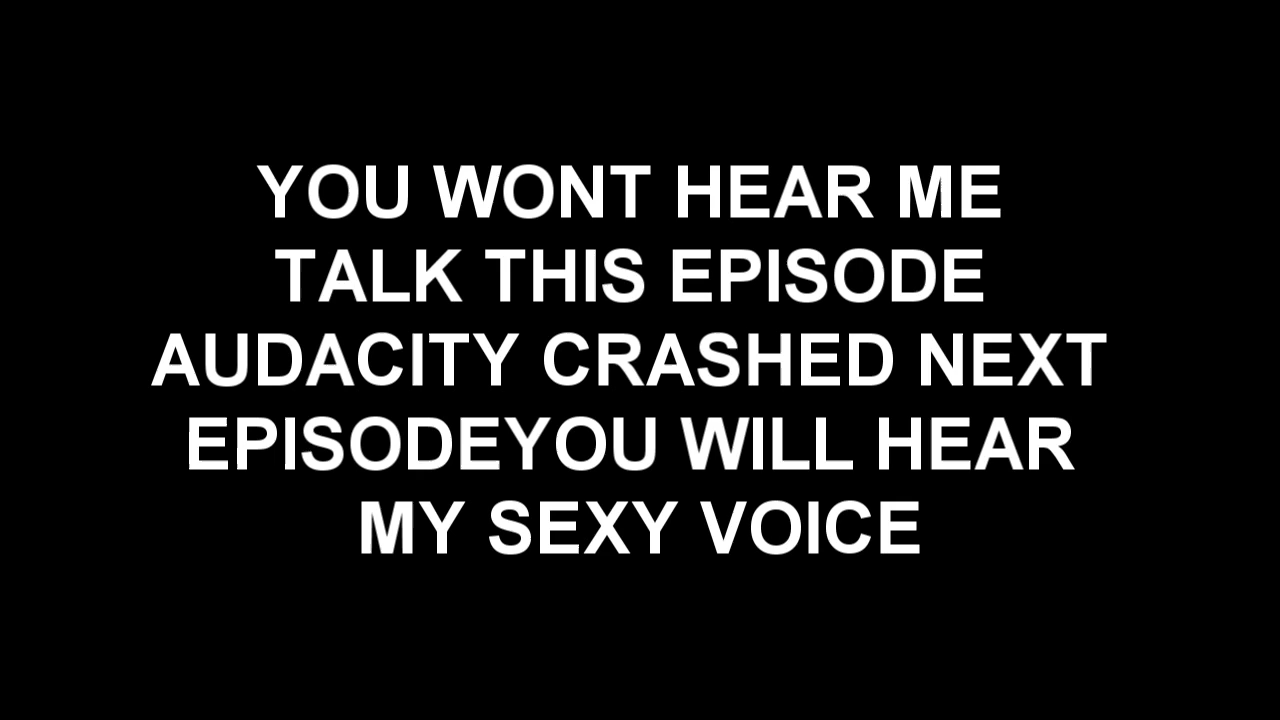 YOU WONT HEAR ME
TALK THIS EPISODE
AUDACITY CRASHED NEXT
EPISODEYOU WILL HEAR
MY SEXY VOICE